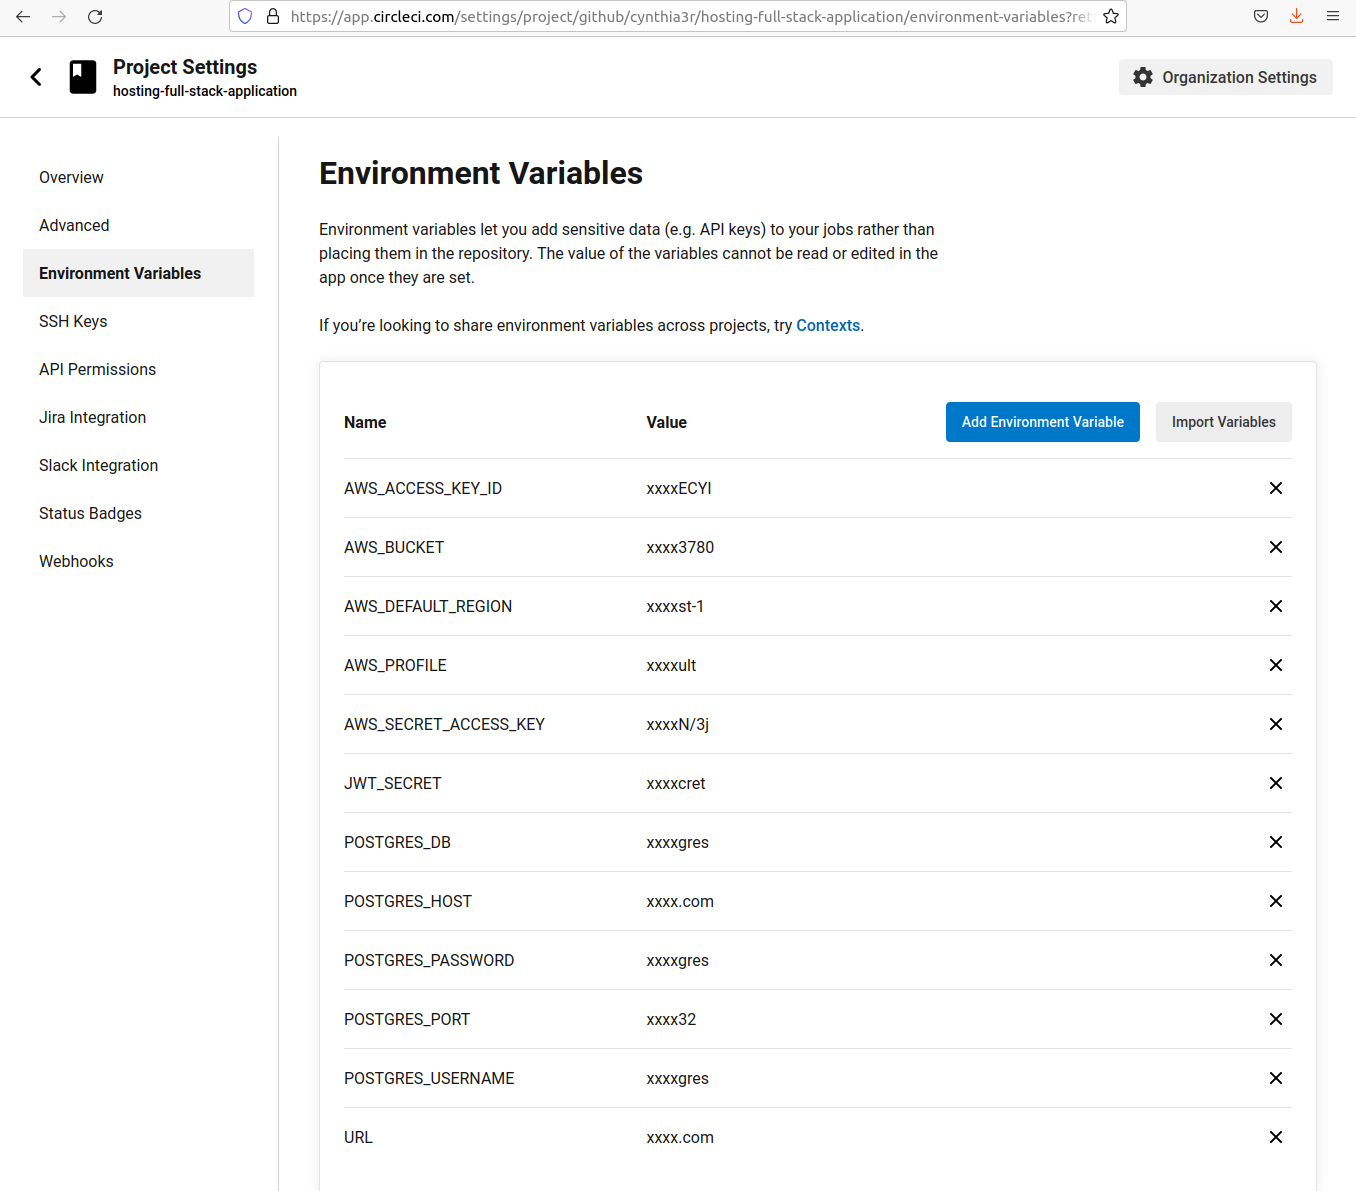 https://app.circleci.com/settings/project/github/cynthia3r/hosting-full-stack-application/environment-variables?ret
Project Settings
hosting-full-stack-application
Organization Settings
Overview
Advanced
Environment Variables
SSH Keys
API Permissions
Jira Integration
Slack Integration
Status Badges
Webhooks
Environment Variables
Environment variables let you add sensitive data (e.g. API keys) to your jobs rather than
placing them in the repository. The value of the variables cannot be read or edited in the
app once they are set.
If you’re looking to share environment variables across projects, try Contexts.
Name Value Add Environment Variable Import Variables
AWS_ACCESS_KEY_ID xxxxECYI
AWS_BUCKET xxxx3780
AWS_DEFAULT_REGION xxxxst-1
AWS_PROFILE xxxxult
AWS_SECRET_ACCESS_KEY xxxxN/3j
JWT_SECRET xxxxcret
POSTGRES_DB xxxxgres
POSTGRES_HOST xxxx.com
POSTGRES_PASSWORD xxxxgres
POSTGRES_PORT xxxx32
POSTGRES_USERNAME xxxxgres
URL xxxx.com